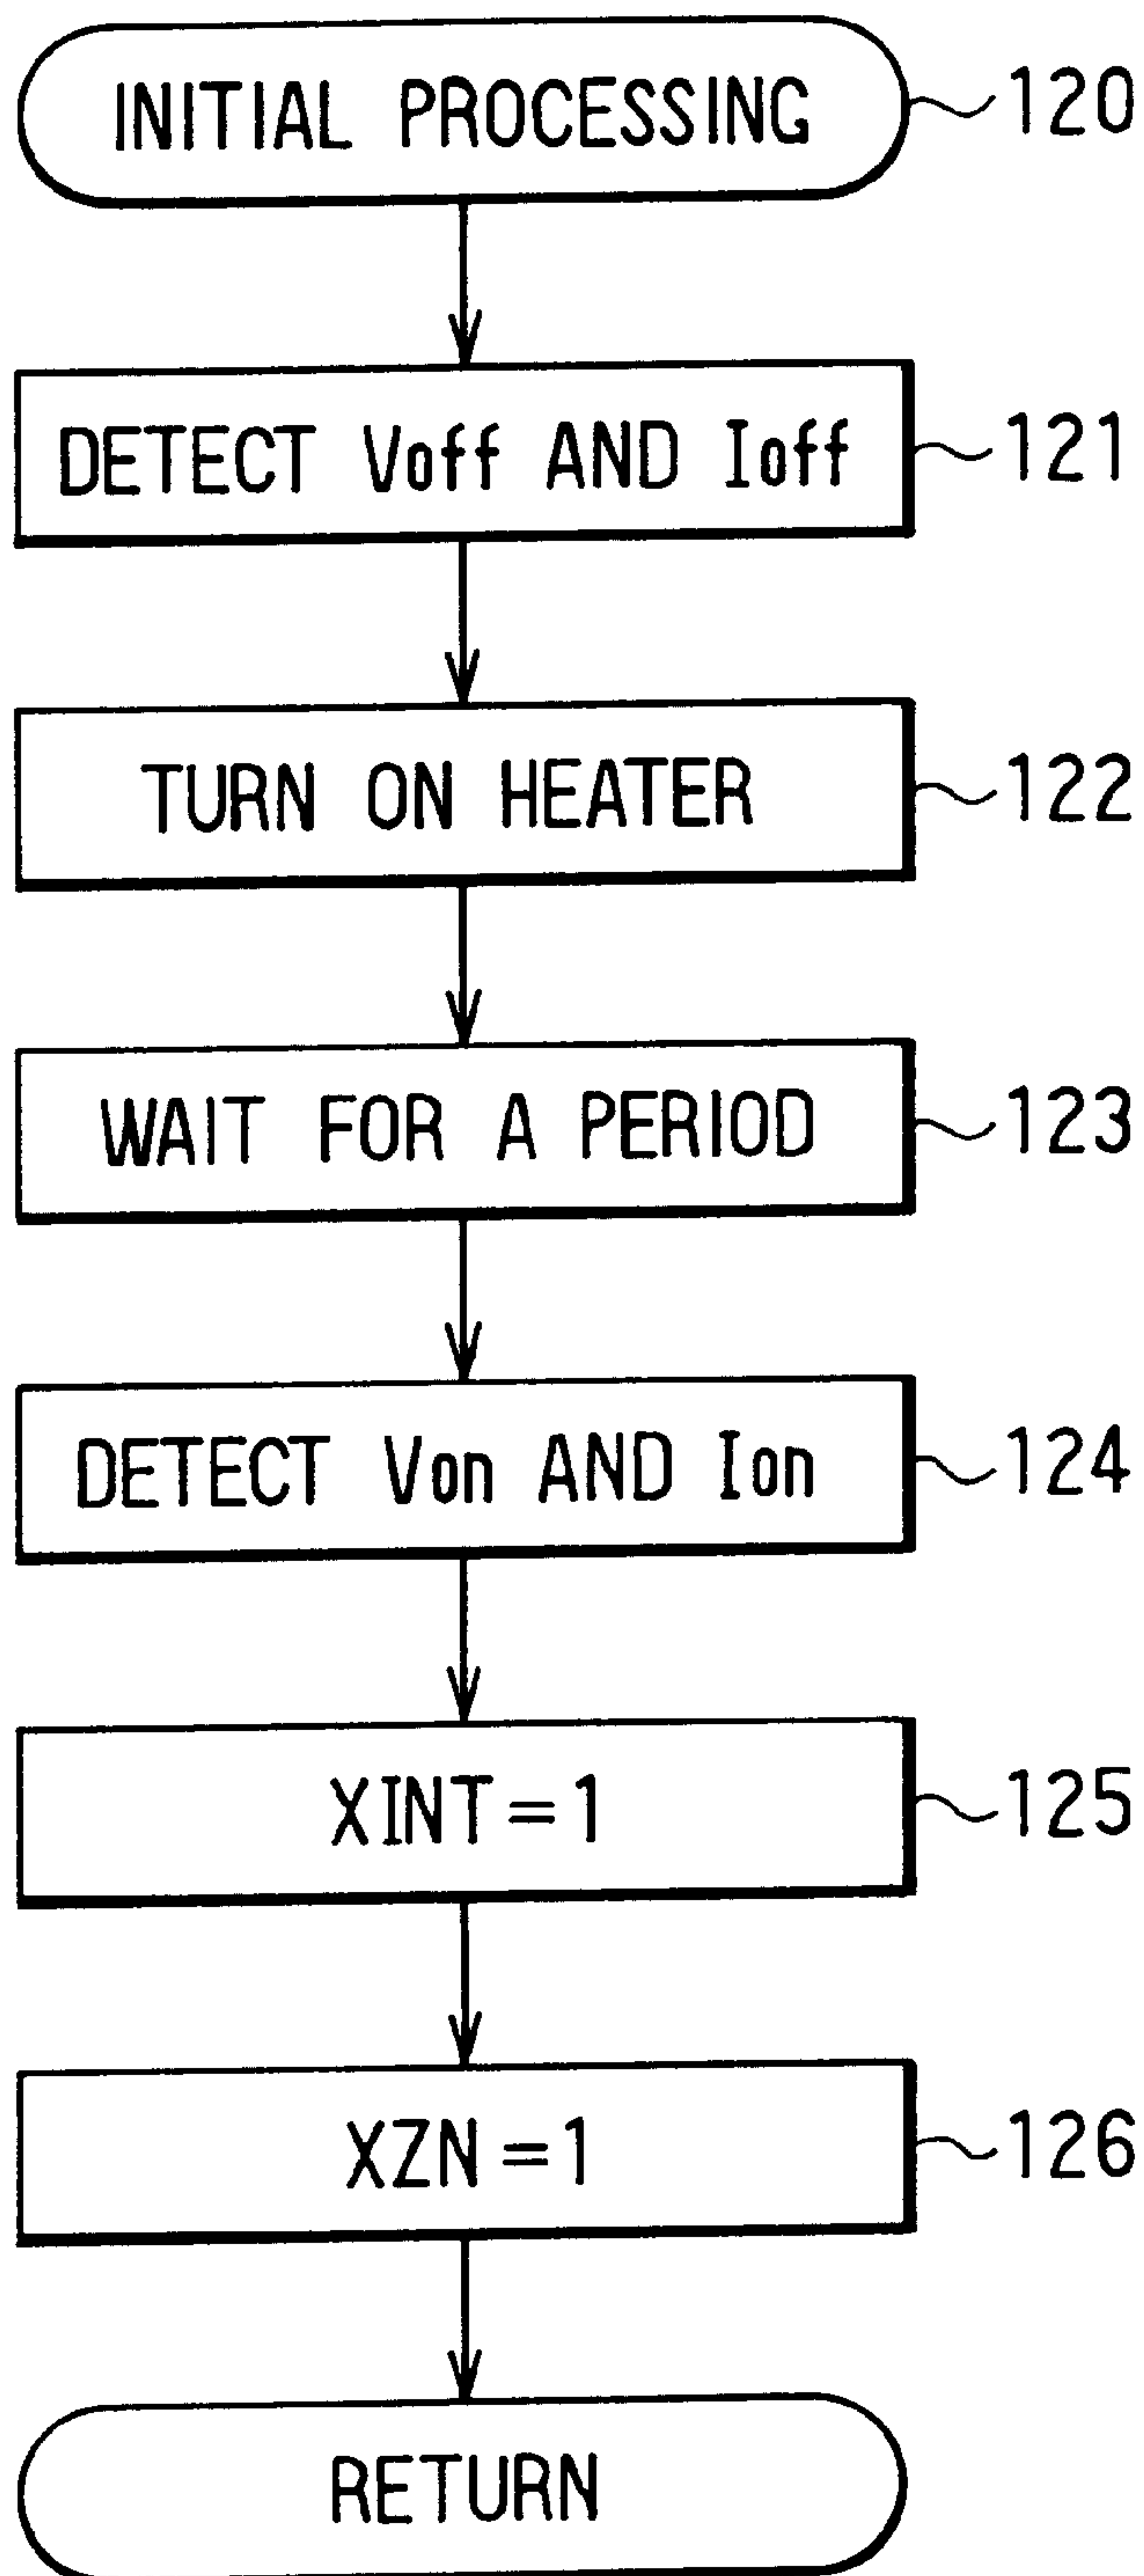 INITIAL PROCESSING 120
DETECT Voff AND Ioff 121
TURN ON HEATER 122
WAIT FOR A PERIOD 123
DETECT Von AND Ion 124
XINT=1 125
XZN=1 126
RETURN